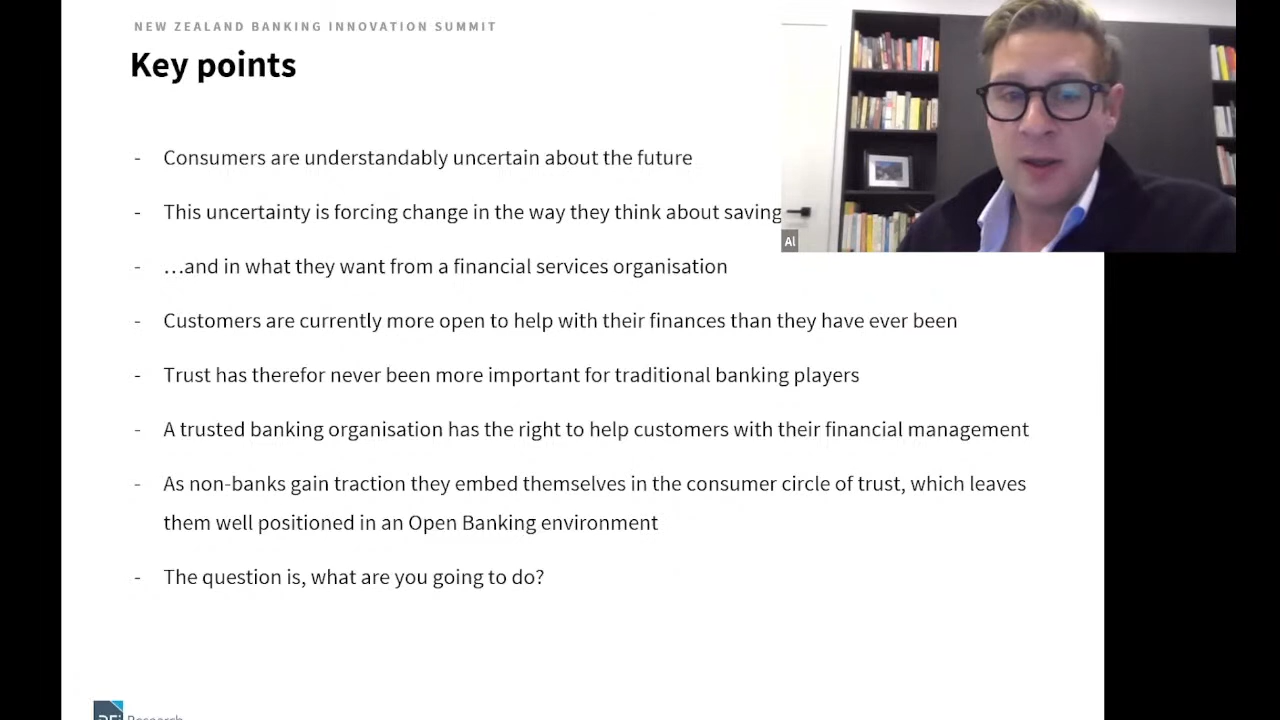 NEW ZEALAND BANKING INNOVATION SUMMIT
Key points
- Consumers are understandably uncertain about the future
- This uncertainty is forcing change in the way they think about saving
- …and in what they want from a financial services organisation
- Customers are currently more open to help with their finances than they have ever been
- Trust has therefor never been more important for traditional banking players
- A trusted banking organisation has the right to help customers with their financial management
- As non-banks gain traction they embed themselves in the consumer circle of trust, which leaves
them well positioned in an Open Banking environment
- The question is, what are you going to do?
Al
RFi Research